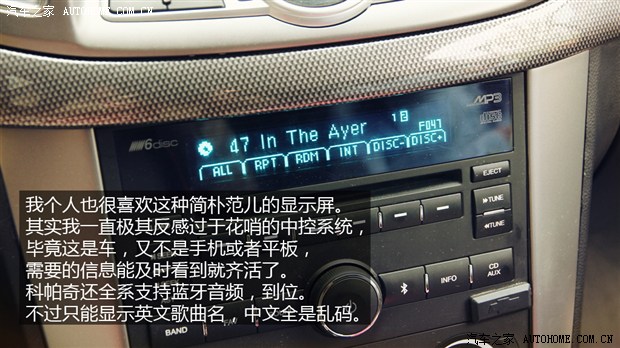 汽车之家 AUTOHOME.COM.CN
MP3
6disc
47 In The Ayer
1 2
F047
ALL RPT RDM INT DISC- DISC+
EJECT
TUNE
TUNE
INFO
CD AUX
BAND
我个人也很喜欢这种简朴范儿的显示屏。
其实我一直极其反感过于花哨的中控系统，
毕竟这是车，又不是手机或者平板，
需要的信息能及时看到就齐活了。
科帕奇还全系支持蓝牙音频，到位。
不过只能显示英文歌曲名，中文全是乱码。
汽车之家 AUTOHOME.COM.CN